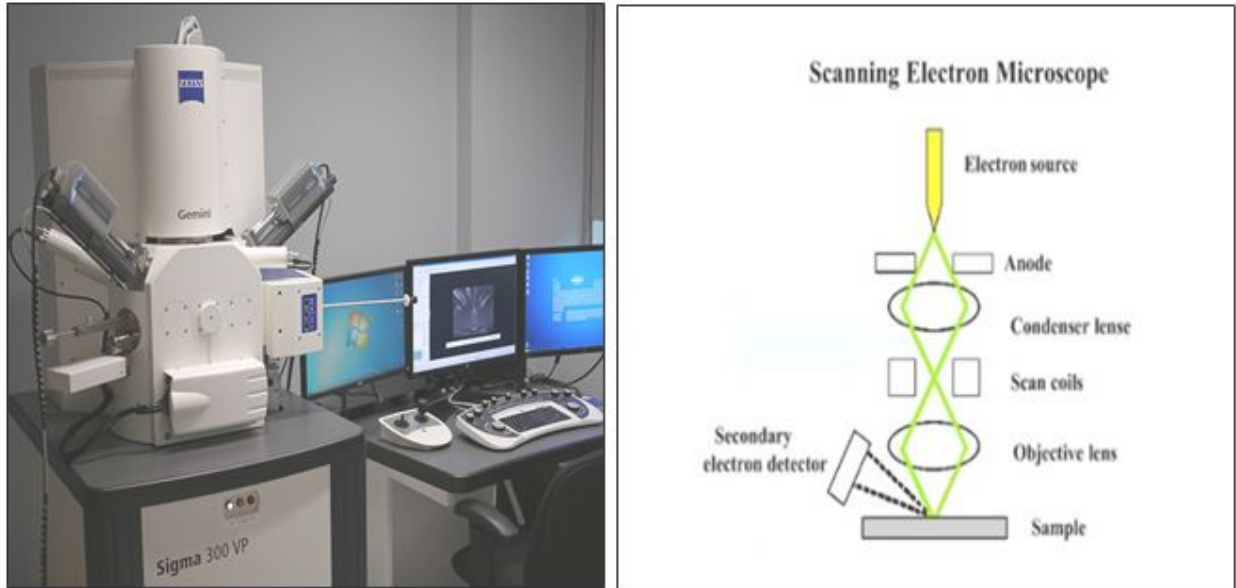 ZEISS
Gemini
Sigma 300 VP
Scanning Electron Microscope
Electron source
Anode
Condenser lense
Scan coils
Objective lens
Secondary
electron detector
Sample